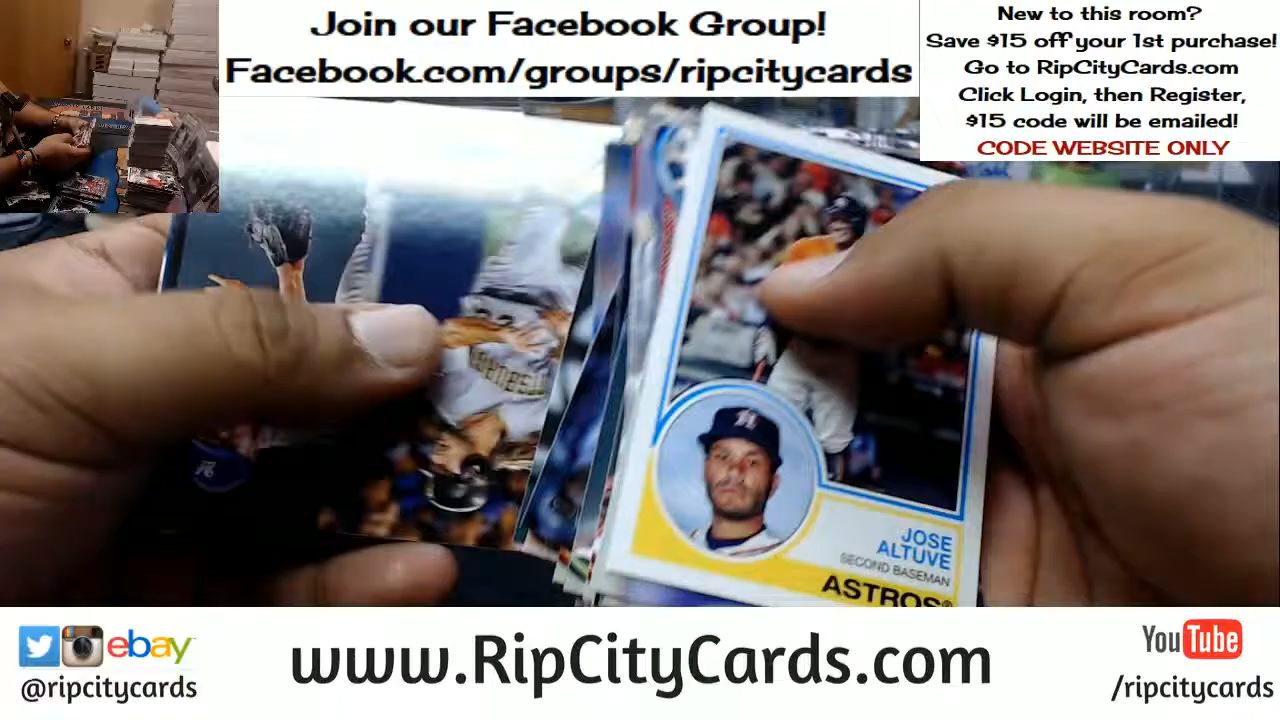 Join our Facebook Group!
Facebook.com/groups/ripcitycards
New to this room?
Save $15 off your 1st purchase!
Go to RipCityCards.com
Click Login, then Register,
$15 code will be emailed!
CODE WEBSITE ONLY
JOSE
ALTUVE
SECOND BASEMAN
ASTROS
ebay
@ripcitycards
www.RipCityCards.com
YouTube
/ripcitycards